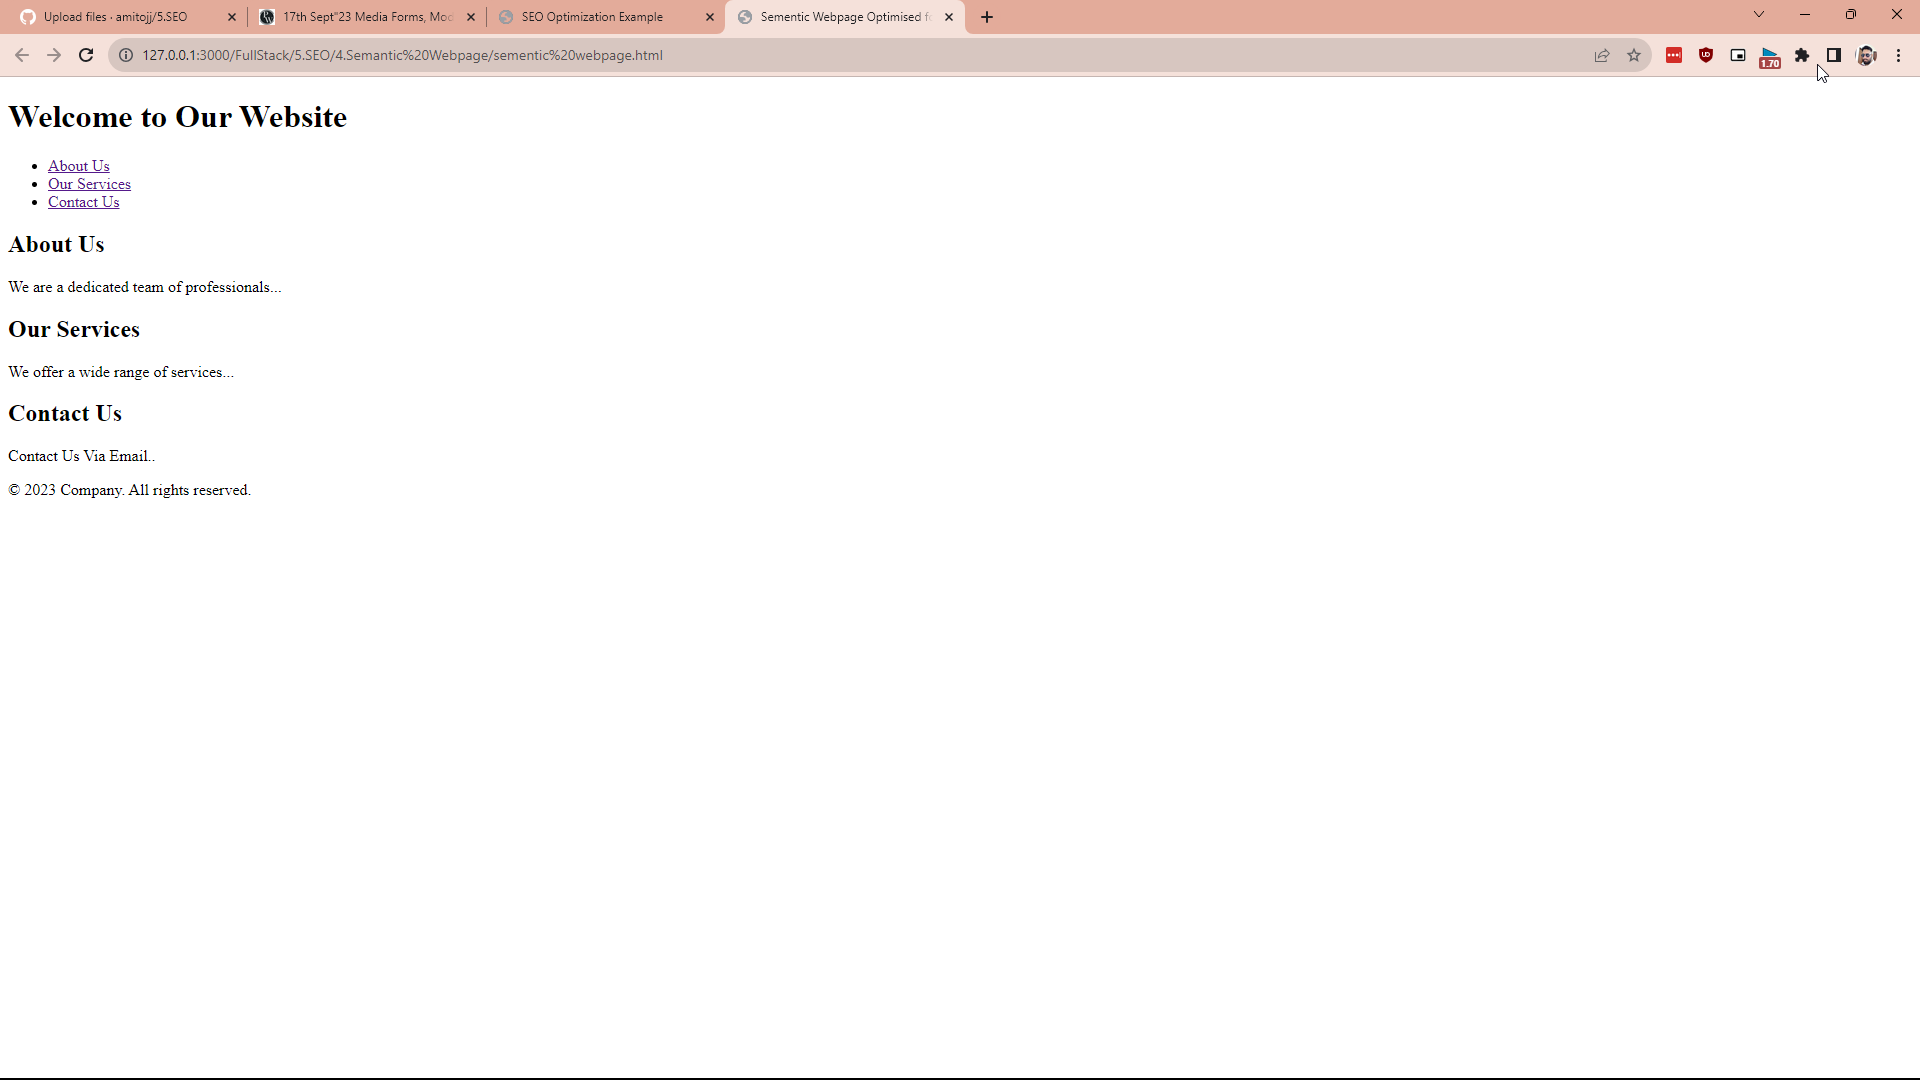 Upload files · amitojj/5.SEO
17th Sept"23 Media Forms, Moc
SEO Optimization Example
Sementic Webpage Optimised fo
127.0.0.1:3000/FullStack/5.SEO/4.Semantic%20Webpage/sementic%20webpage.html
1.70
Welcome to Our Website
About Us
Our Services
Contact Us
About Us
We are a dedicated team of professionals...
Our Services
We offer a wide range of services...
Contact Us
Contact Us Via Email..
© 2023 Company. All rights reserved.